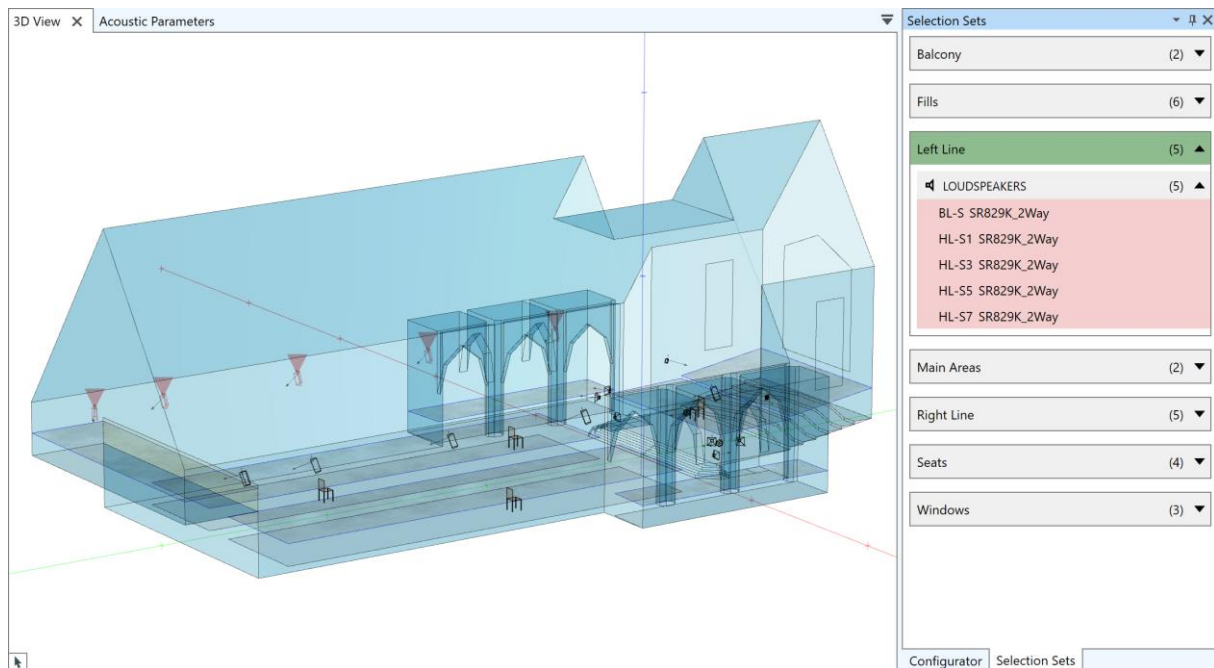 3D View
Acoustic Parameters
Selection Sets
Balcony (2)
Fills (6)
Left Line (5)
LOUDSPEAKERS (5)
BL-S SR829K_2Way
HL-S1 SR829K_2Way
HL-S3 SR829K_2Way
HL-S5 SR829K_2Way
HL-S7 SR829K_2Way
Main Areas (2)
Right Line (5)
Seats (4)
Windows (3)
Configurator
Selection Sets